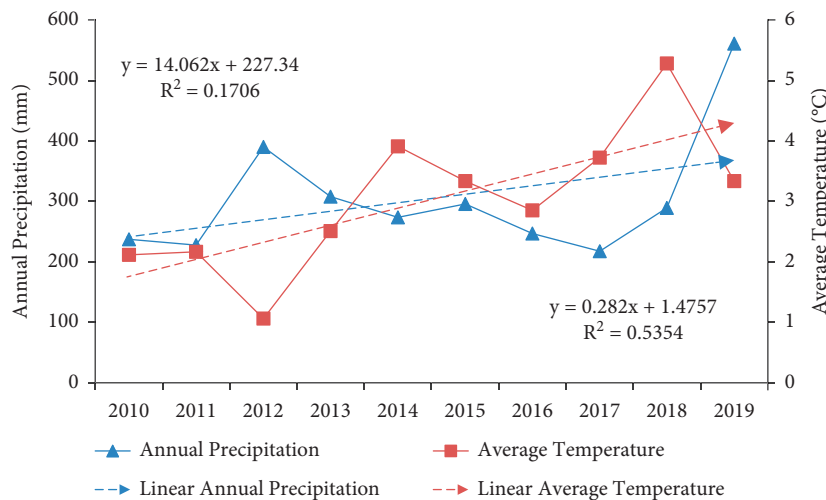 Annual Precipitation (mm)
600
500
400
300
200
100
0
y = 14.062x + 227.34
R² = 0.1706
y = 0.282x + 1.4757
R² = 0.5354
6
5
4
3
2
1
0
Average Temperature (°C)
2010 2011 2012 2013 2014 2015 2016 2017 2018 2019
Annual Precipitation
Average Temperature
Linear Annual Precipitation
Linear Average Temperature